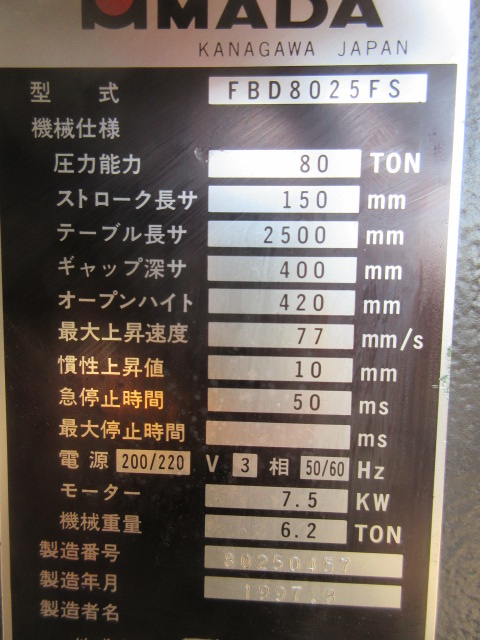 AMADA
KANAGAWA JAPAN
型 式 FBD8025FS
機械仕様
圧力能力 80 TON
ストローク長サ 150 mm
テーブル長サ 2500 mm
ギャップ深サ 400 mm
オープンハイト 420 mm
最大上昇速度 77 mm/s
慣性上昇値 10 mm
急停止時間 50 ms
最大停止時間 ms
電源 200/220 V 3 相 50/60 Hz
モーター 7.5 KW
機械重量 6.2 TON
製造番号 80250457
製造年月 1997.8
製造者名